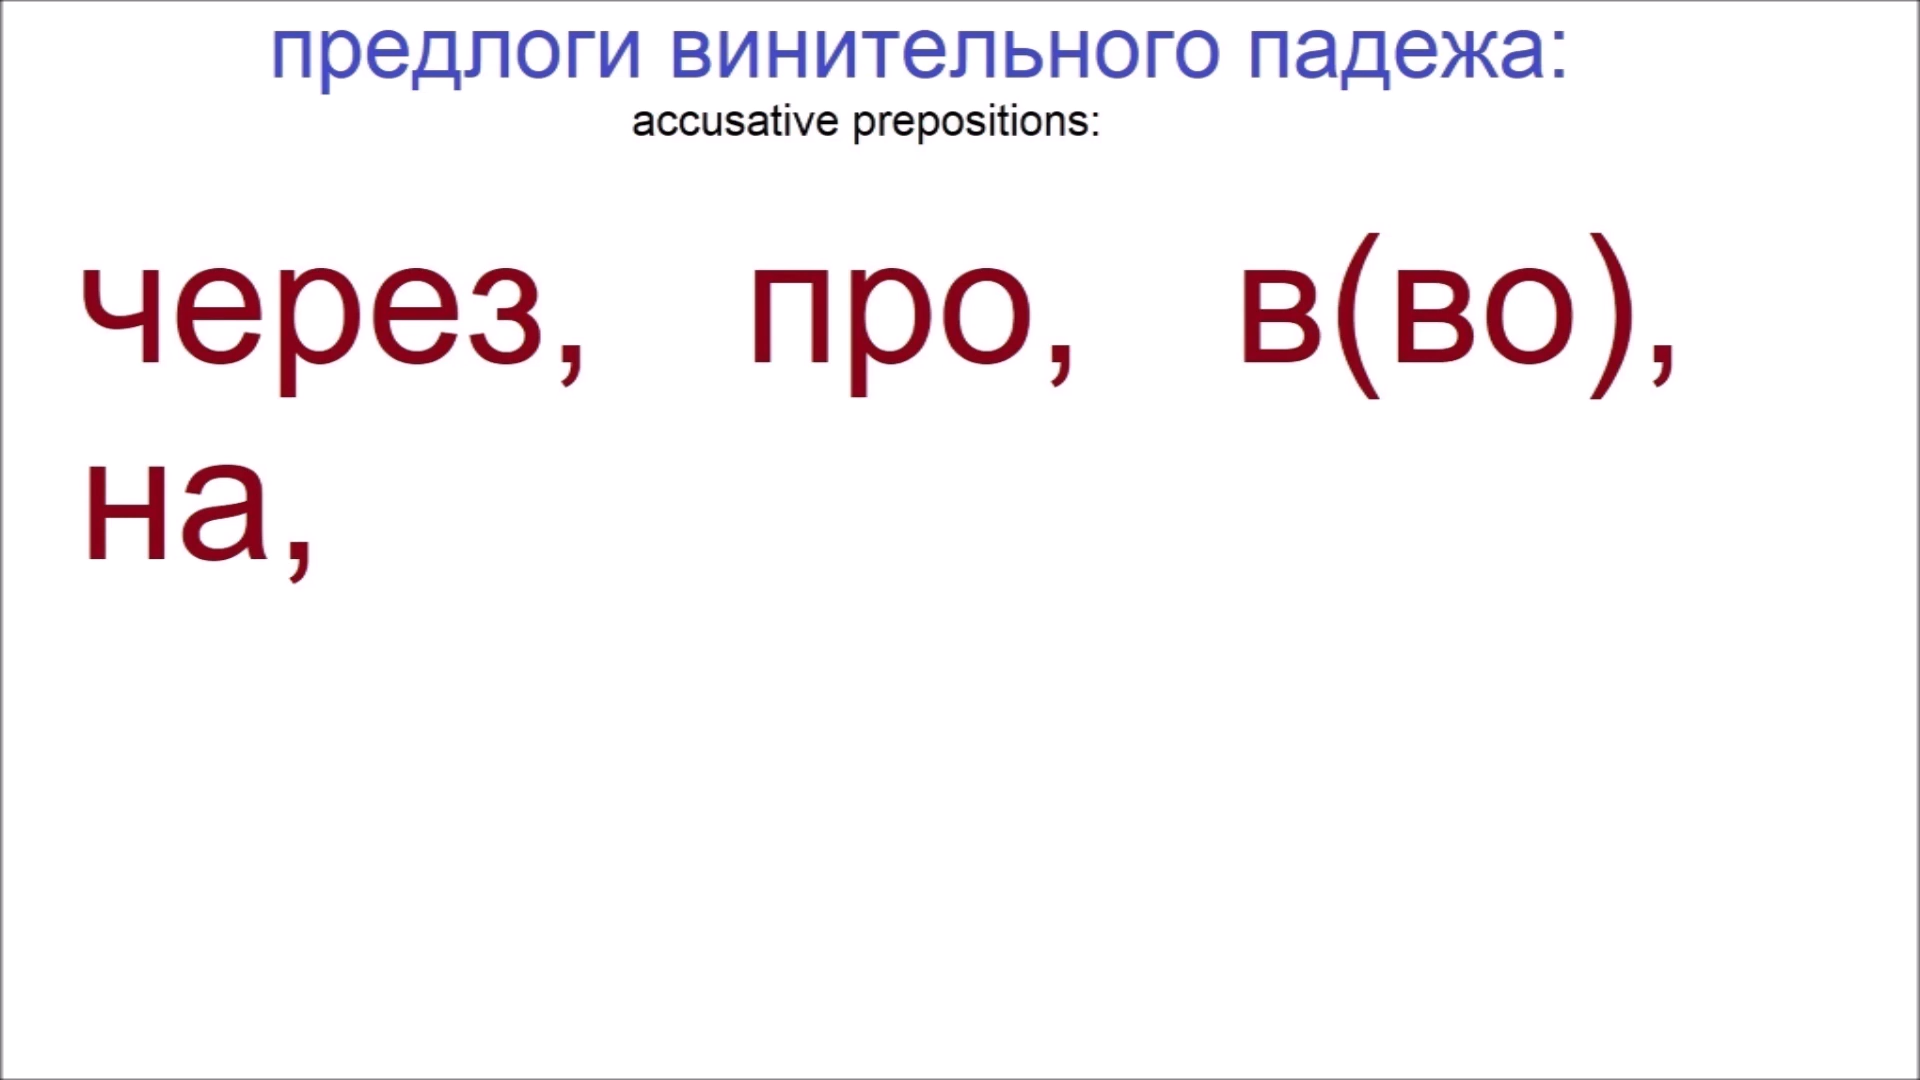 предлоги винительного падежа:
accusative prepositions:
через, про, в(во),
на,